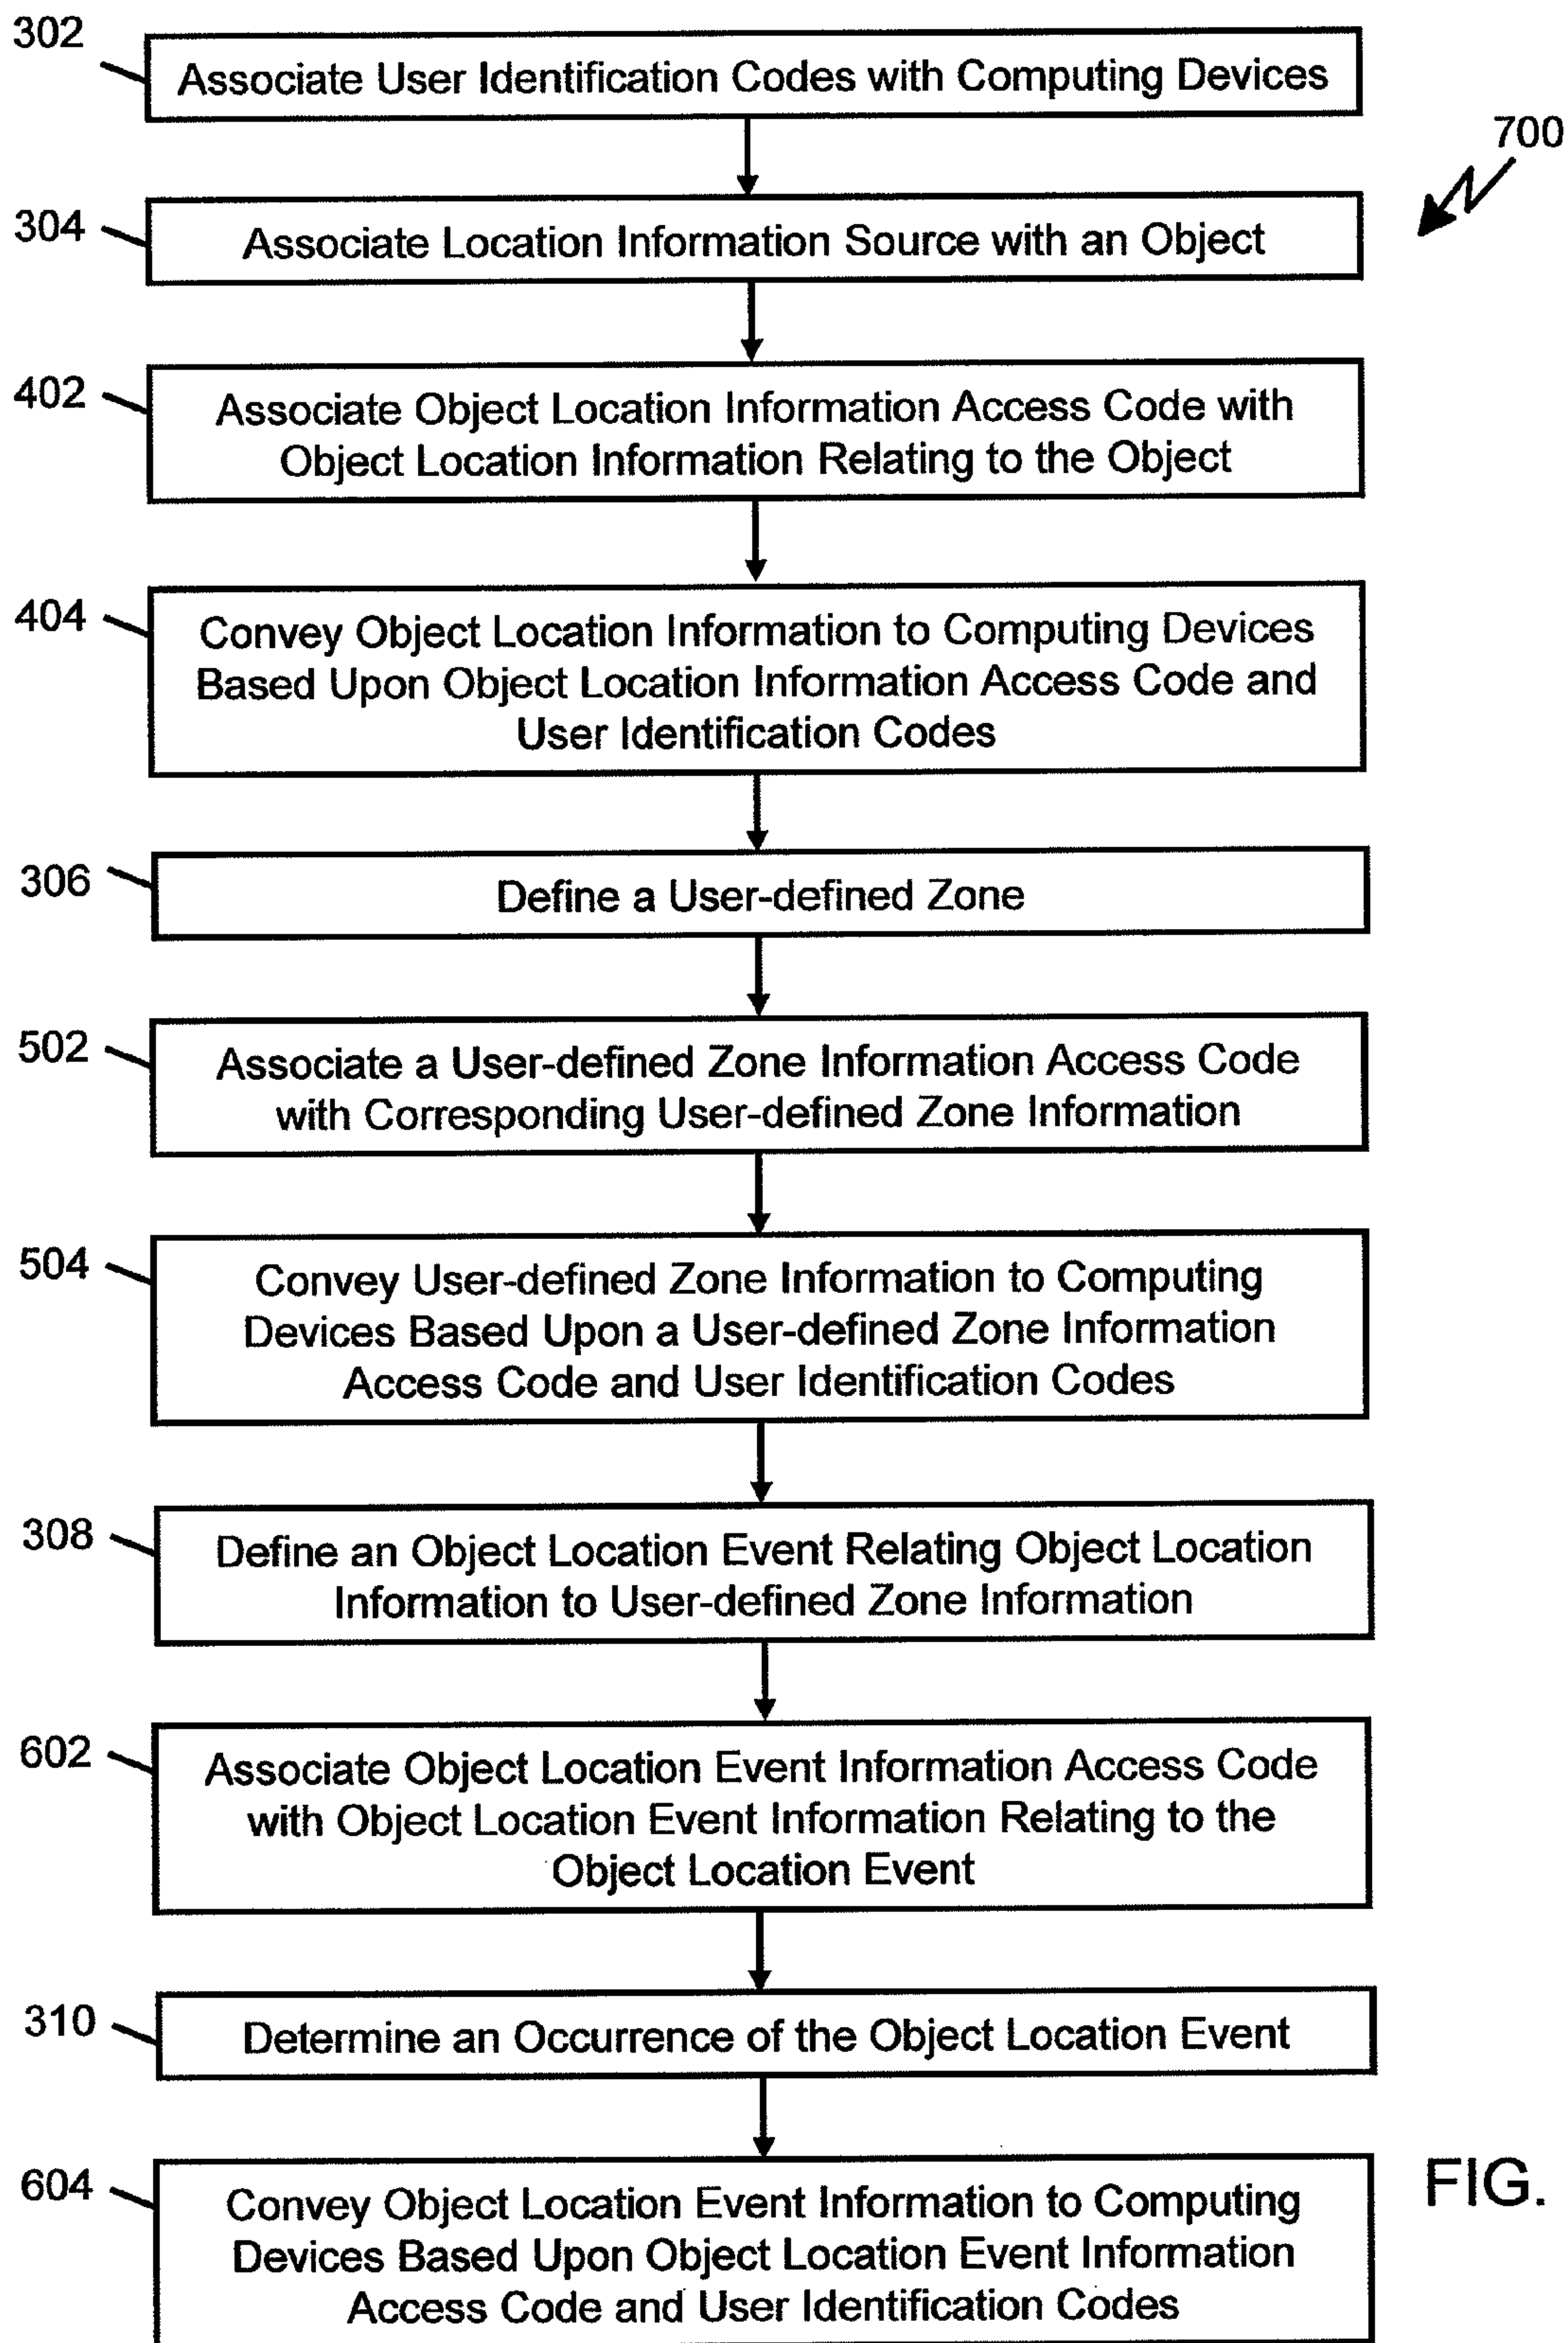 302
Associate User Identification Codes with Computing Devices
700
304
Associate Location Information Source with an Object
402
Associate Object Location Information Access Code with
Object Location Information Relating to the Object
404
Convey Object Location Information to Computing Devices
Based Upon Object Location Information Access Code and
User Identification Codes
306
Define a User-defined Zone
502
Associate a User-defined Zone Information Access Code
with Corresponding User-defined Zone Information
504
Convey User-defined Zone Information to Computing
Devices Based Upon a User-defined Zone Information
Access Code and User Identification Codes
308
Define an Object Location Event Relating Object Location
Information to User-defined Zone Information
602
Associate Object Location Event Information Access Code
with Object Location Event Information Relating to the
Object Location Event
310
Determine an Occurrence of the Object Location Event
604
Convey Object Location Event Information to Computing
Devices Based Upon Object Location Event Information
Access Code and User Identification Codes
FIG.